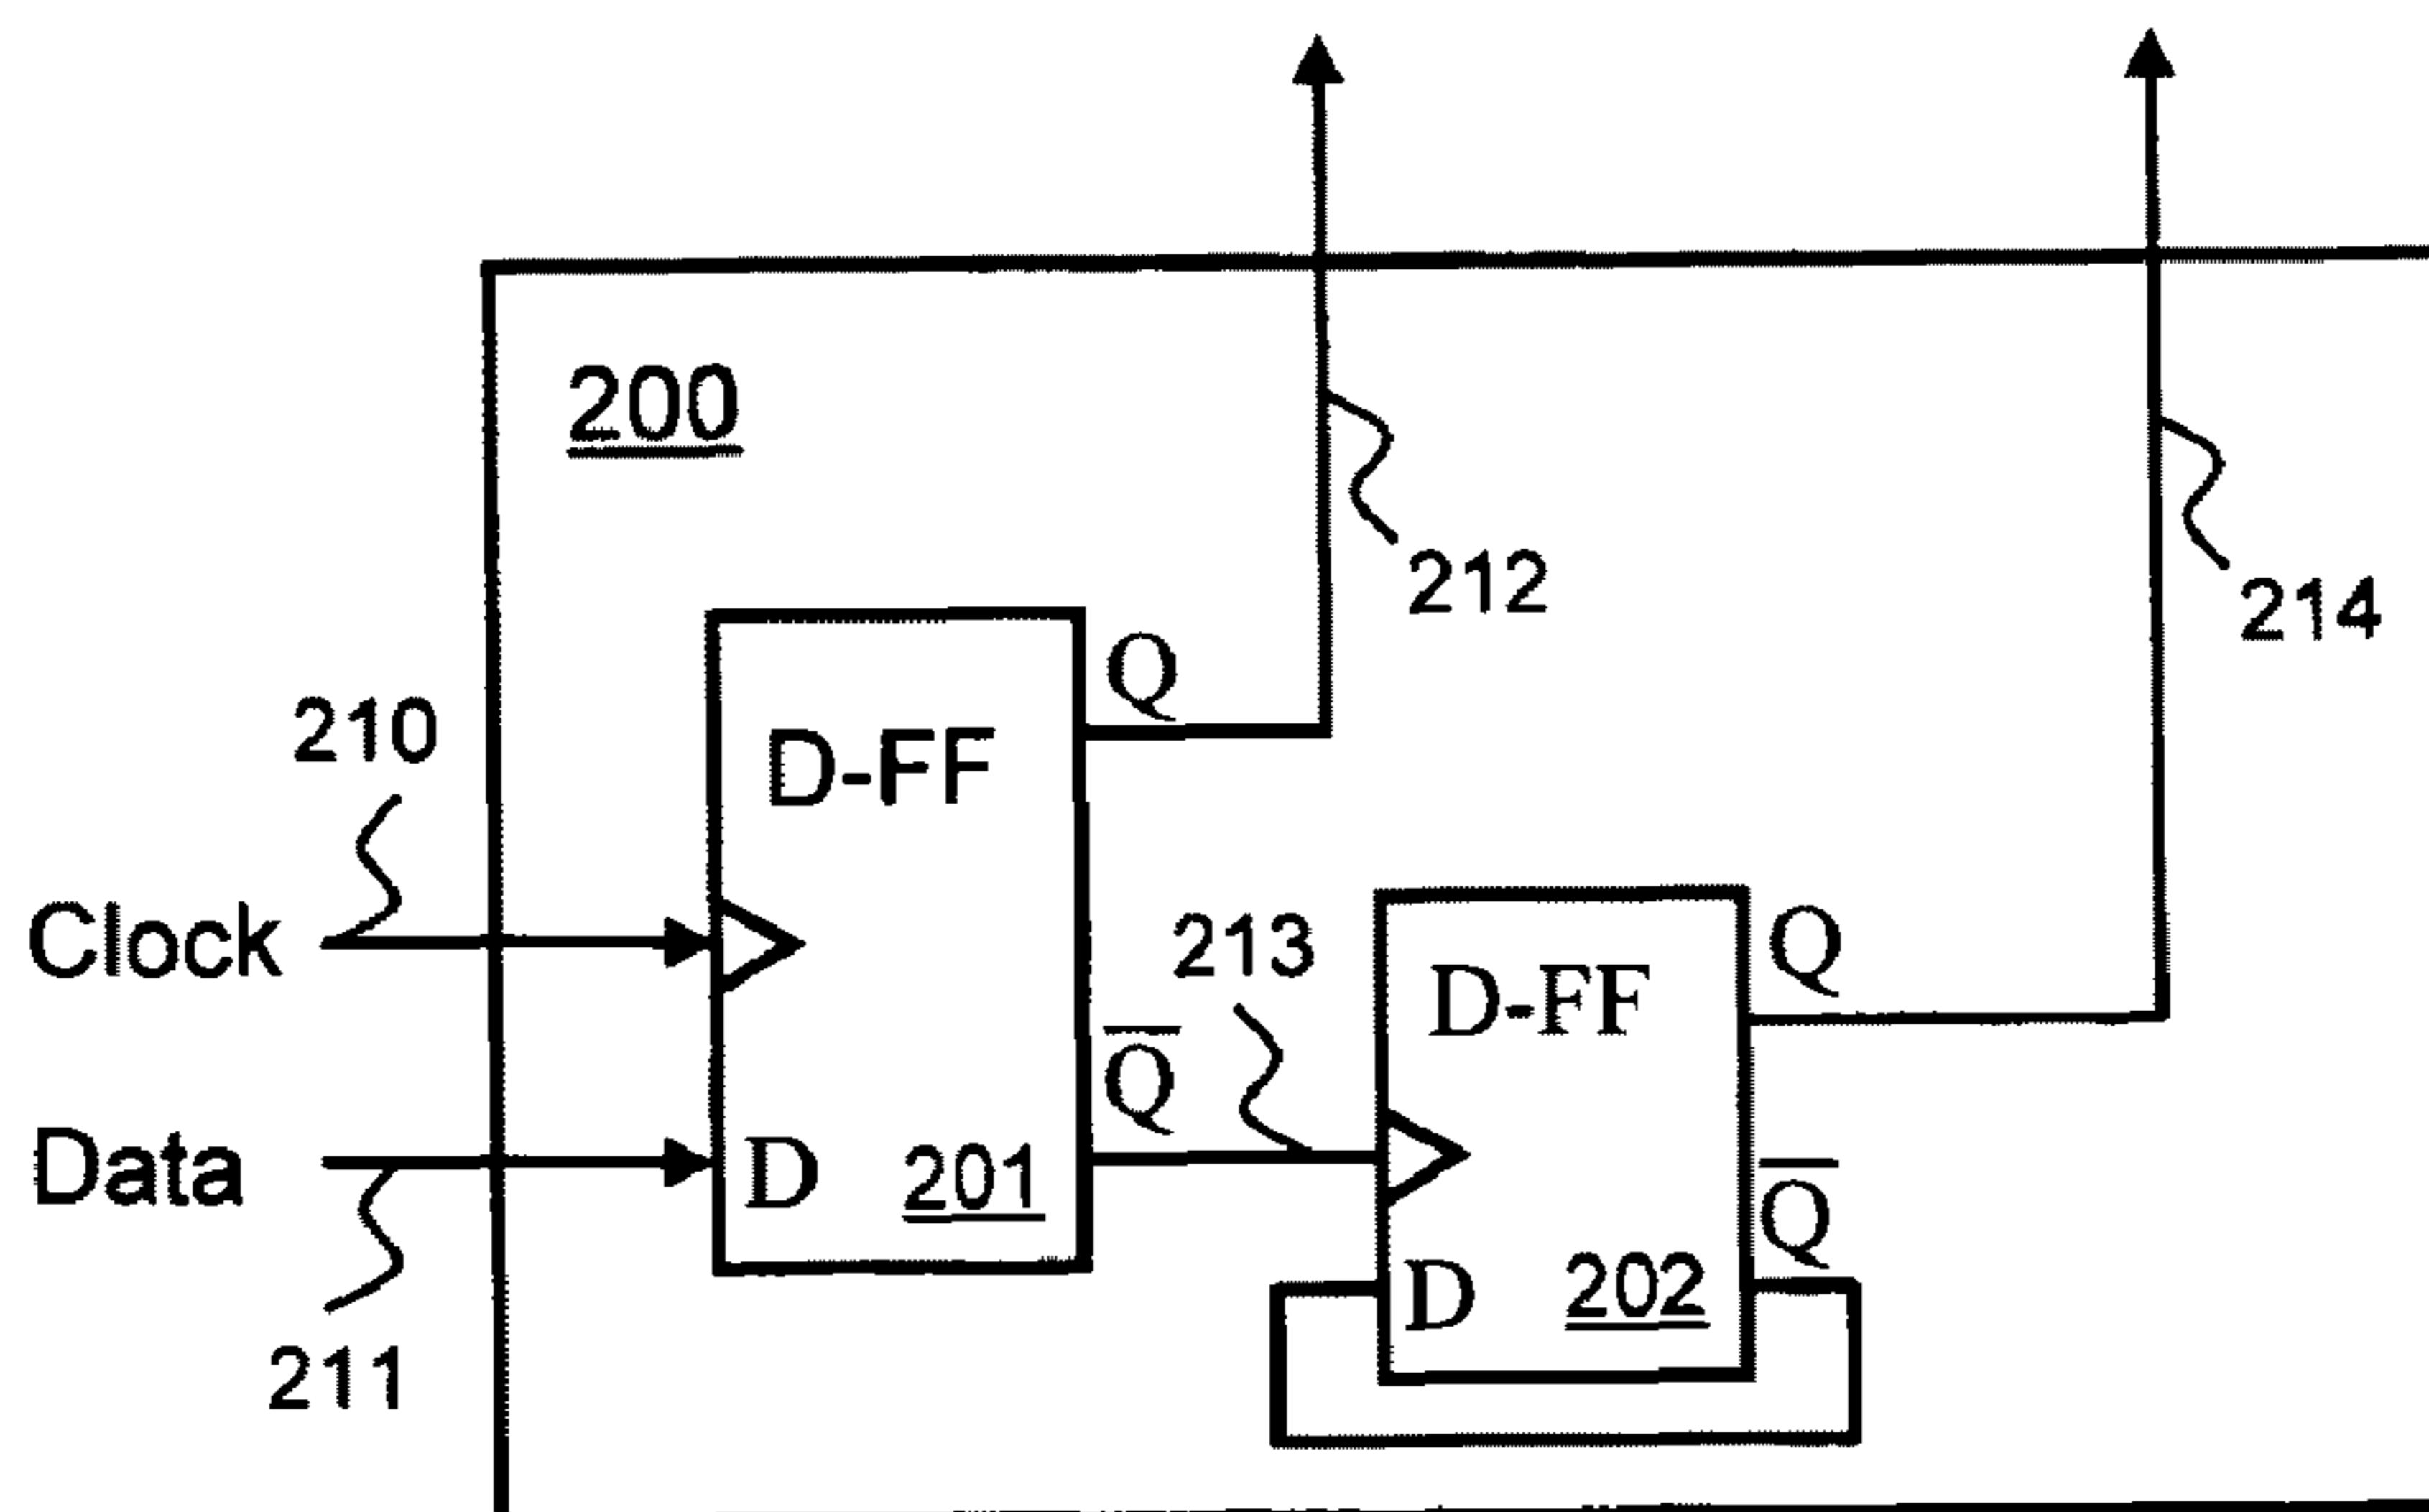 200
212
214
210
Q
D-FF
Clock
213
Q
D-FF
Q̅
Data
D 201
Q̅
D 202
211